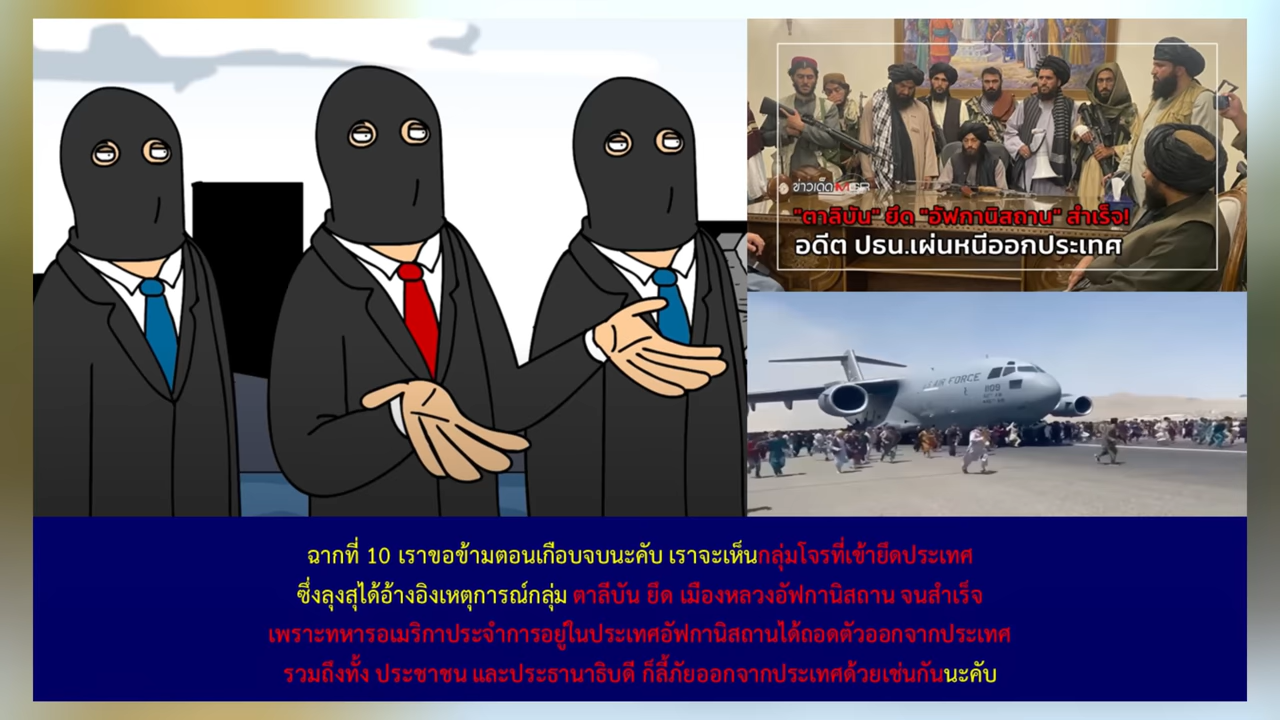 ข่าวเด็ด MGR
"ตาลิบัน" ยึด "อัฟกานิสถาน" สำเร็จ!
อดีต ปธน.เผ่นหนีออกประเทศ
U.S. AIR FORCE
1109
ฉากที่ 10 เราขอข้ามตอนเกือบจบนะคับ เราจะเห็นกลุ่มโจรที่เข้ายึดประเทศ
ซึ่งลุงสุได้อ้างอิงเหตุการณ์กลุ่ม ตาลีบัน ยึด เมืองหลวงอัฟกานิสถาน จนสำเร็จ
เพราะทหารอเมริกาประจำการอยู่ในประเทศอัฟกานิสถานได้ถอดตัวออกจากประเทศ
รวมถึงทั้ง ประชาชน และประธานาธิบดี ก็ลี้ภัยออกจากประเทศด้วยเช่นกันนะคับ